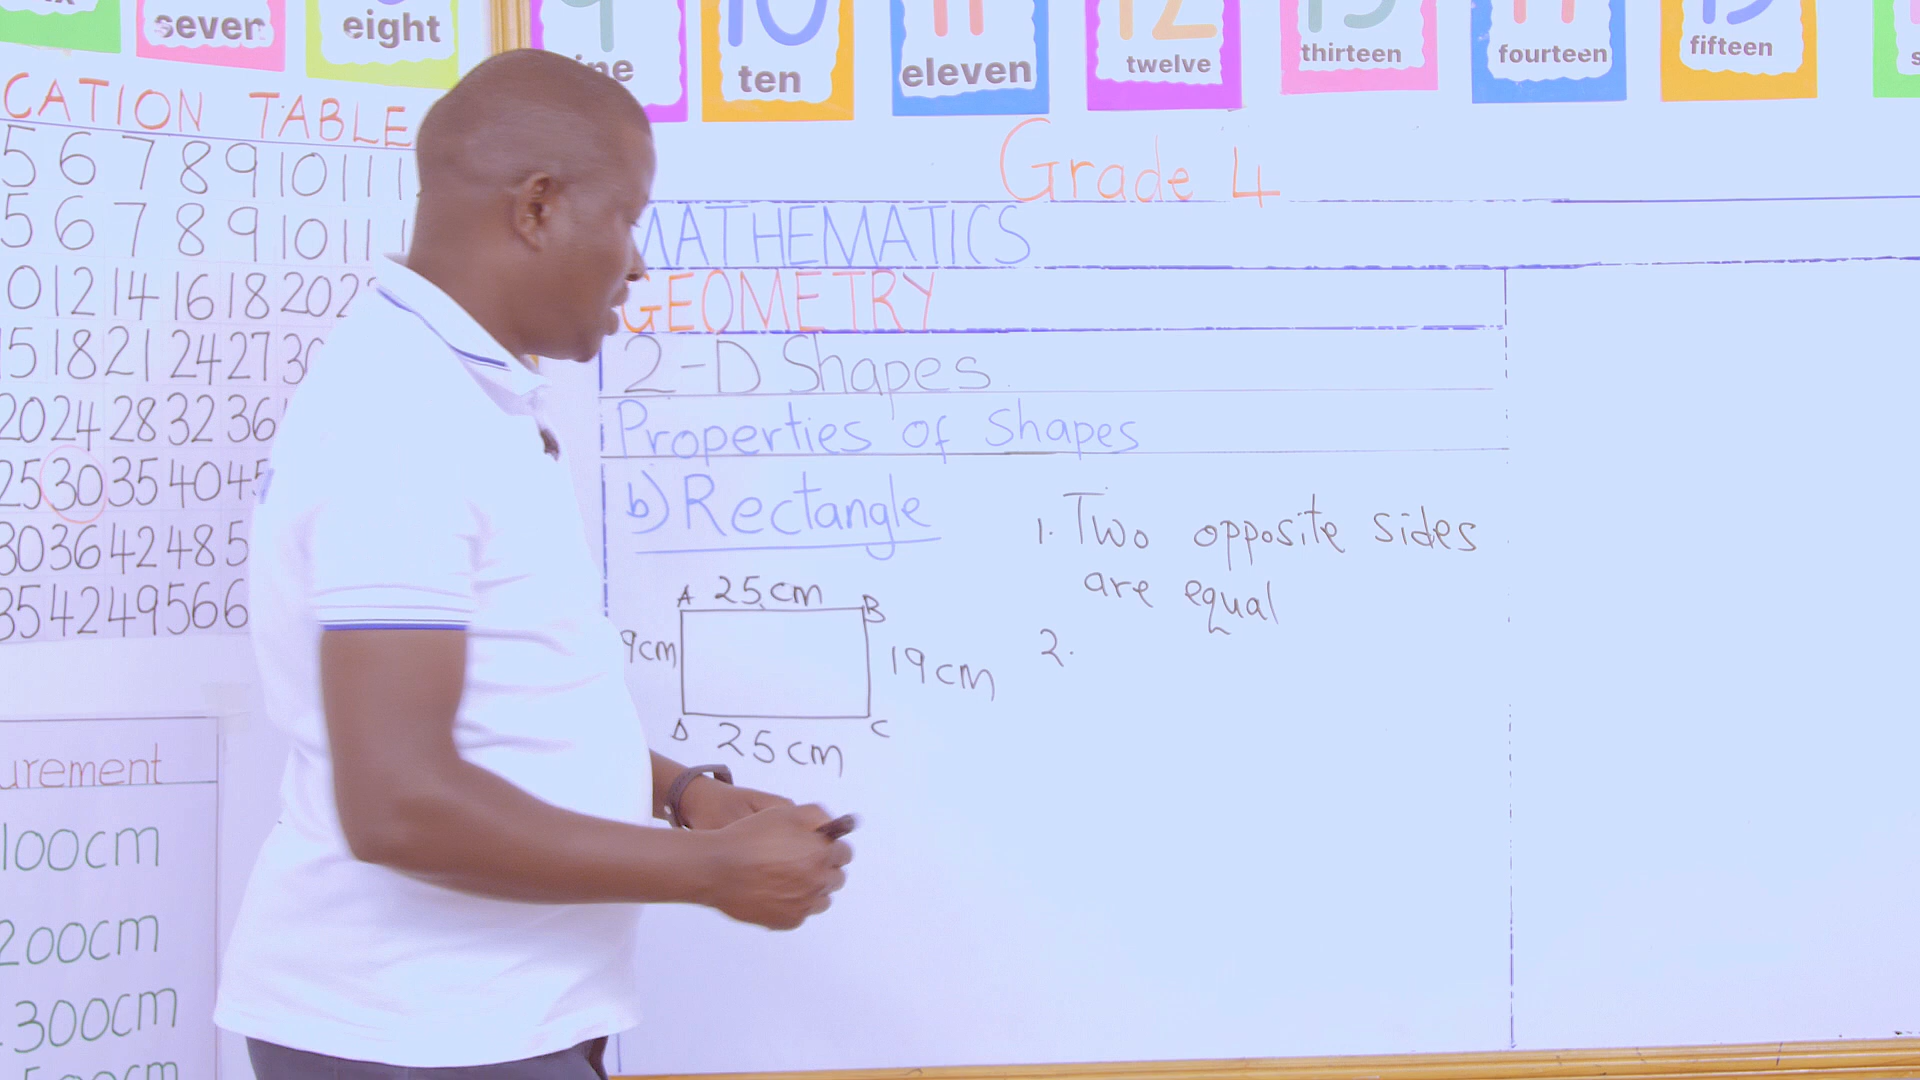 seven
eight
ten
eleven
twelve
thirteen
fourteen
fifteen
CATION TABLE
5 6 7 8 9 10 11 1
5 6 7 8 9 10 11 1
0 12 14 16 18 20 22
15 18 21 24 27 30
20 24 28 32 36
25 30 35 40 45
30 36 42 48 5
35 42 49 56 6
urement
100cm
200cm
300cm
Grade 4
MATHEMATICS
GEOMETRY
2-D Shapes
Properties of Shapes
b) Rectangle
A 25cm B
9cm
19cm
D 25cm C
1. Two opposite sides
are equal
2.